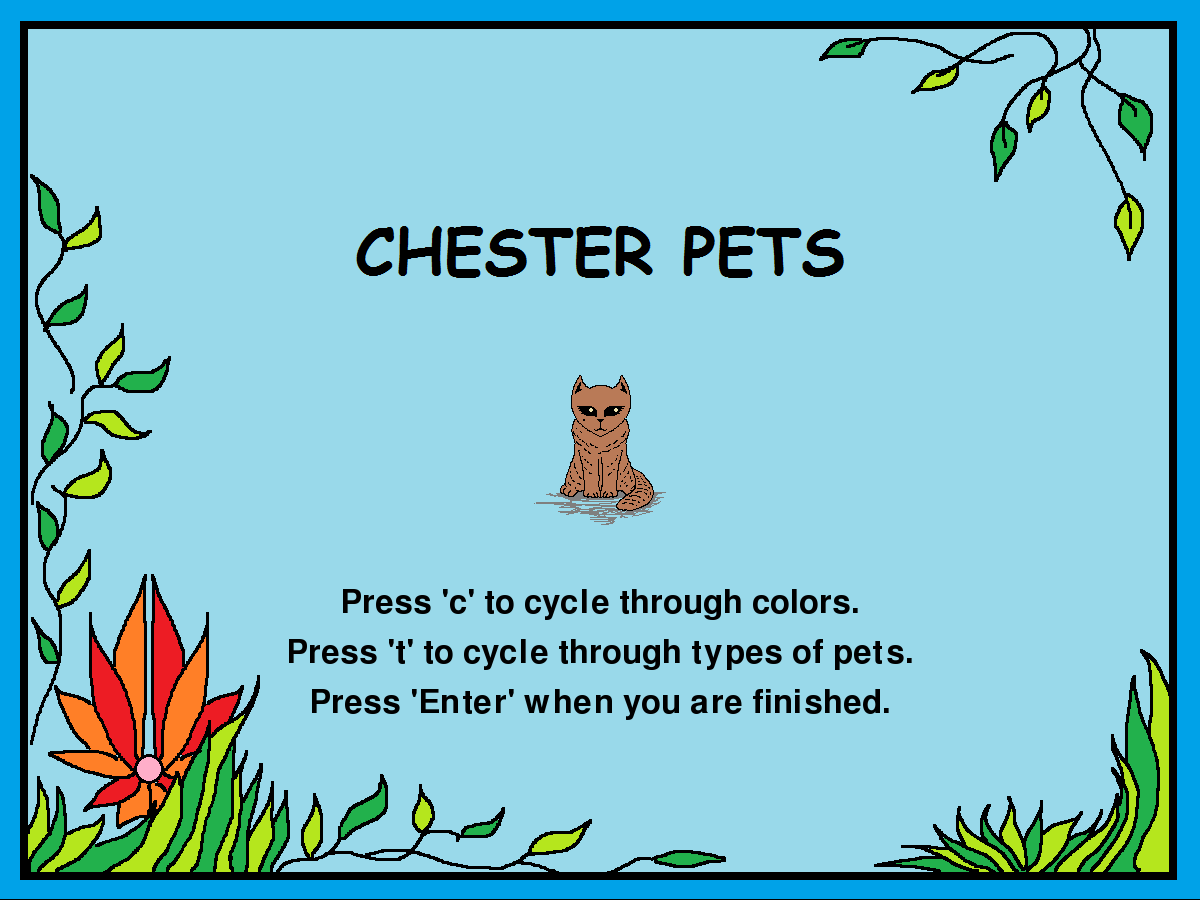 CHESTER PETS
Press 'c' to cycle through colors.
Press 't' to cycle through types of pets.
Press 'Enter' when you are finished.